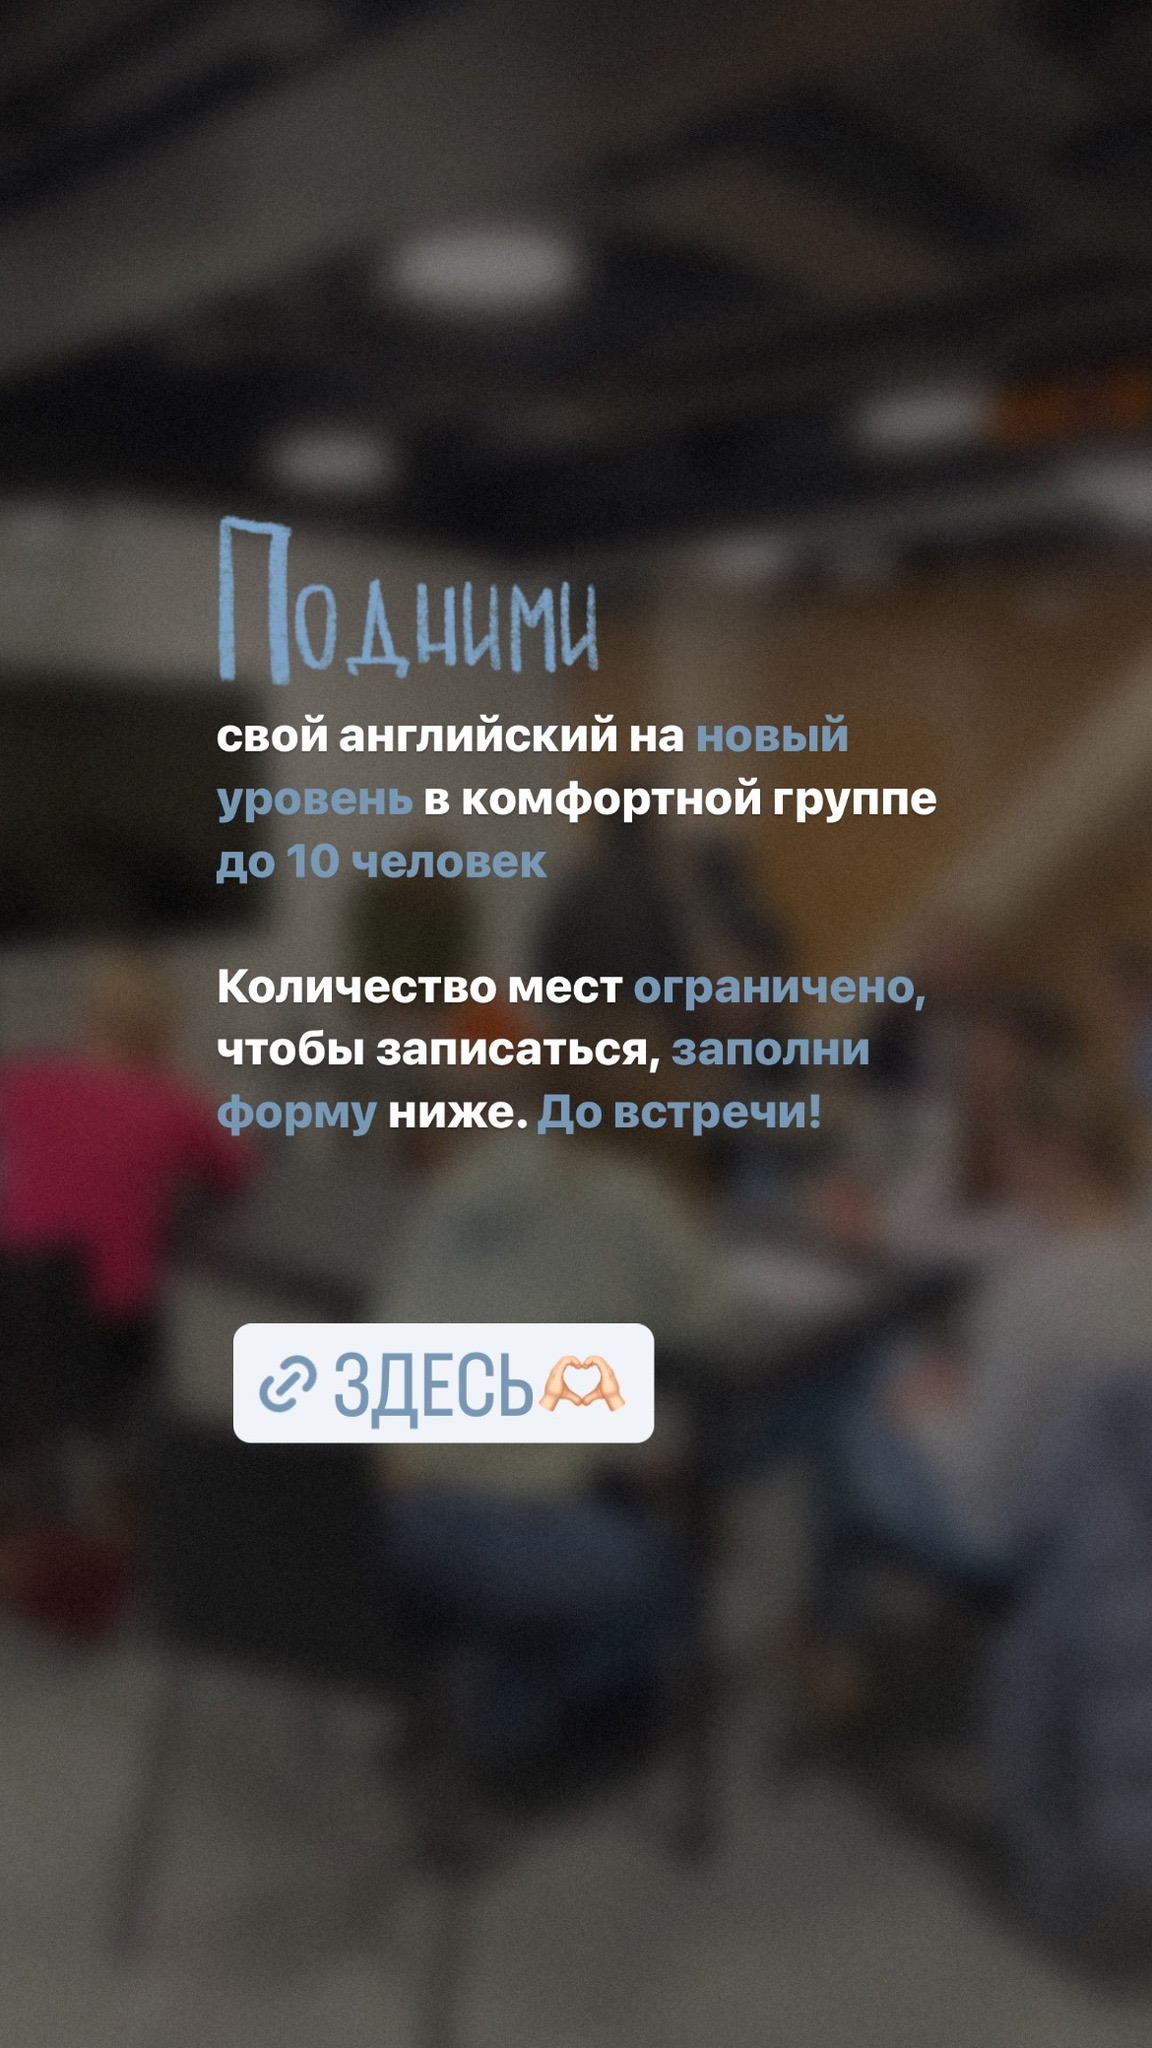 Подними
свой английский на новый
уровень в комфортной группе
до 10 человек
Количество мест ограничено,
чтобы записаться, заполни
форму ниже. До встречи!
ЗДЕСЬ🫶🏻